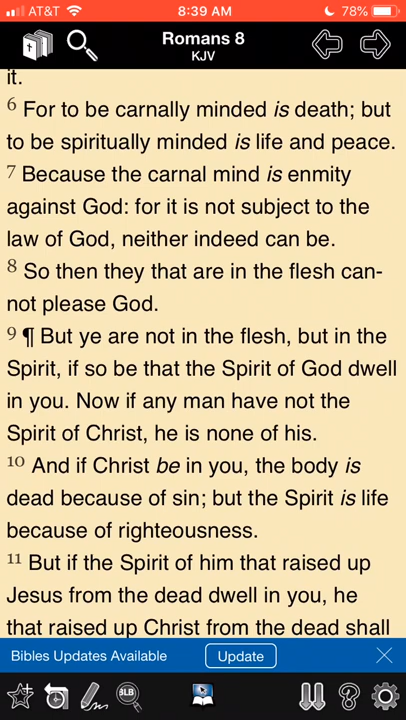 AT&T 8:39 AM 78%
Romans 8
KJV
it.
6 For to be carnally minded is death; but
to be spiritually minded is life and peace.
7 Because the carnal mind is enmity
against God: for it is not subject to the
law of God, neither indeed can be.
8 So then they that are in the flesh can-
not please God.
9 ¶ But ye are not in the flesh, but in the
Spirit, if so be that the Spirit of God dwell
in you. Now if any man have not the
Spirit of Christ, he is none of his.
10 And if Christ be in you, the body is
dead because of sin; but the Spirit is life
because of righteousness.
11 But if the Spirit of him that raised up
Jesus from the dead dwell in you, he
that raised up Christ from the dead shall
Bibles Updates Available Update
SLB